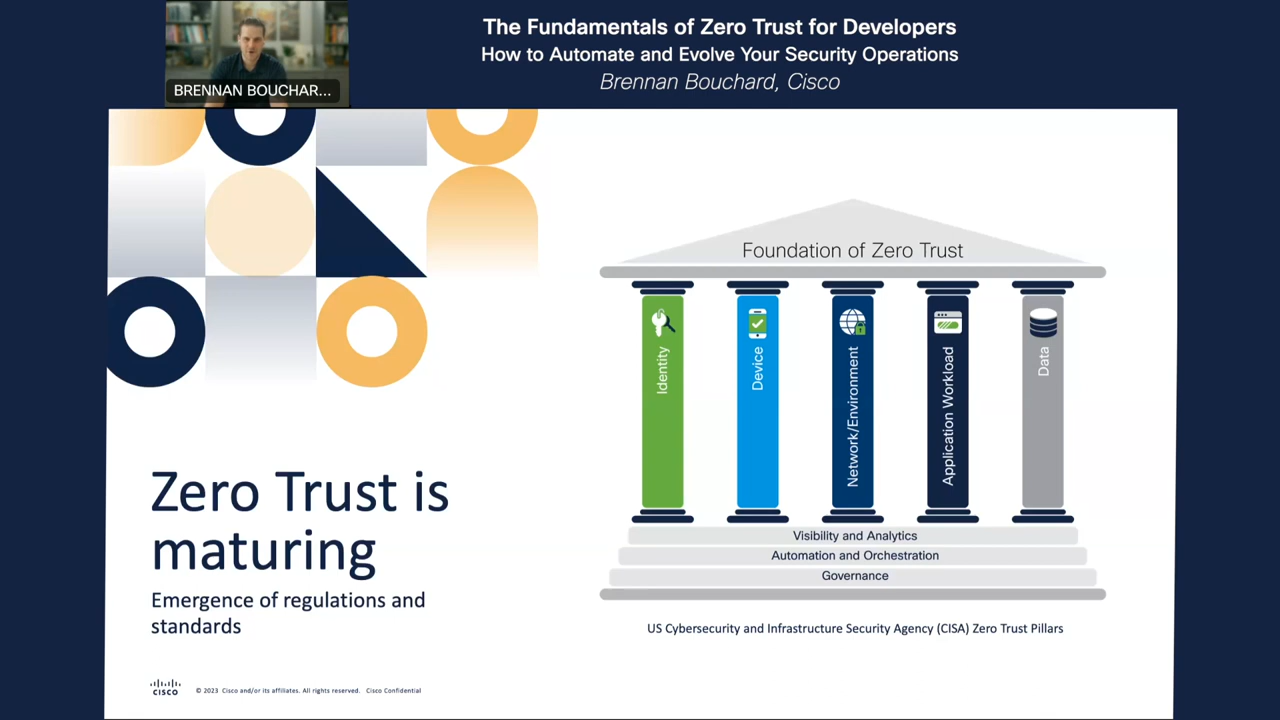 The Fundamentals of Zero Trust for Developers
How to Automate and Evolve Your Security Operations
Brennan Bouchard, Cisco
BRENNAN BOUCHAR...
Foundation of Zero Trust
Identity
Device
Network/Environment
Application Workload
Data
Visibility and Analytics
Automation and Orchestration
Governance
US Cybersecurity and Infrastructure Security Agency (CISA) Zero Trust Pillars
Zero Trust is
maturing
Emergence of regulations and
standards
CISCO
© 2023 Cisco and/or its affiliates. All rights reserved. Cisco Confidential